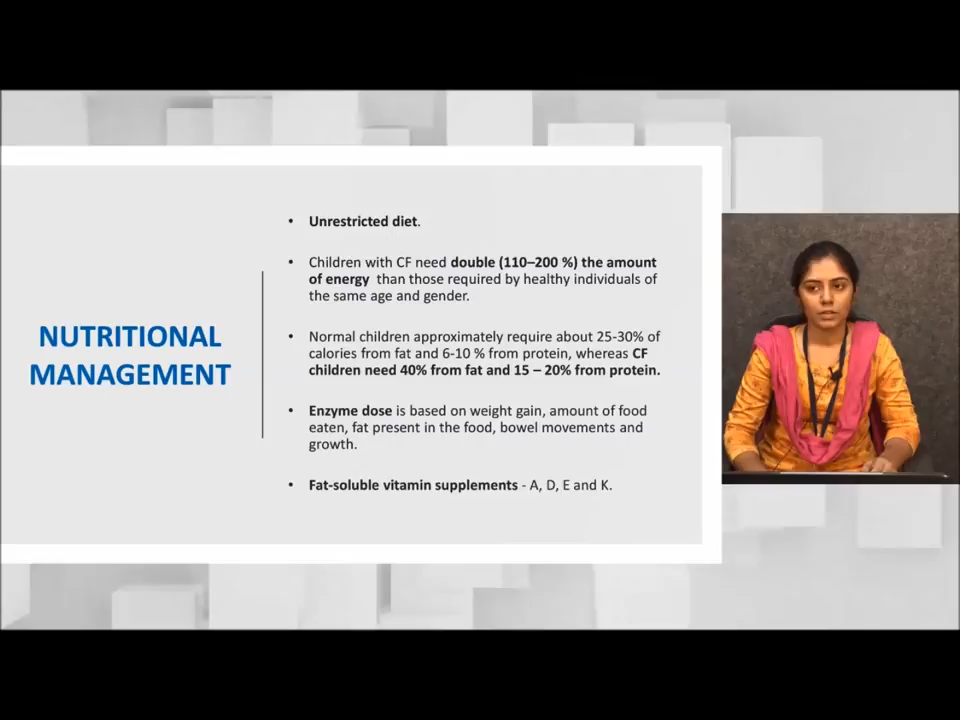 NUTRITIONAL
MANAGEMENT
• Unrestricted diet.
• Children with CF need double (110–200 %) the amount
of energy than those required by healthy individuals of
the same age and gender.
• Normal children approximately require about 25-30% of
calories from fat and 6-10 % from protein, whereas CF
children need 40% from fat and 15 – 20% from protein.
• Enzyme dose is based on weight gain, amount of food
eaten, fat present in the food, bowel movements and
growth.
• Fat-soluble vitamin supplements - A, D, E and K.